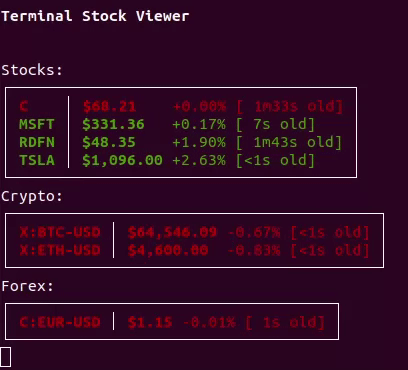 Terminal Stock Viewer
Stocks:
C $68.21 +0.00% [ 1m33s old]
MSFT $331.36 +0.17% [ 7s old]
RDFN $48.35 +1.90% [ 1m43s old]
TSLA $1,096.00 +2.63% [<1s old]
Crypto:
X:BTC-USD $64,546.09 -0.67% [<1s old]
X:ETH-USD $4,600.00 -0.83% [<1s old]
Forex:
C:EUR-USD $1.15 -0.01% [ 1s old]